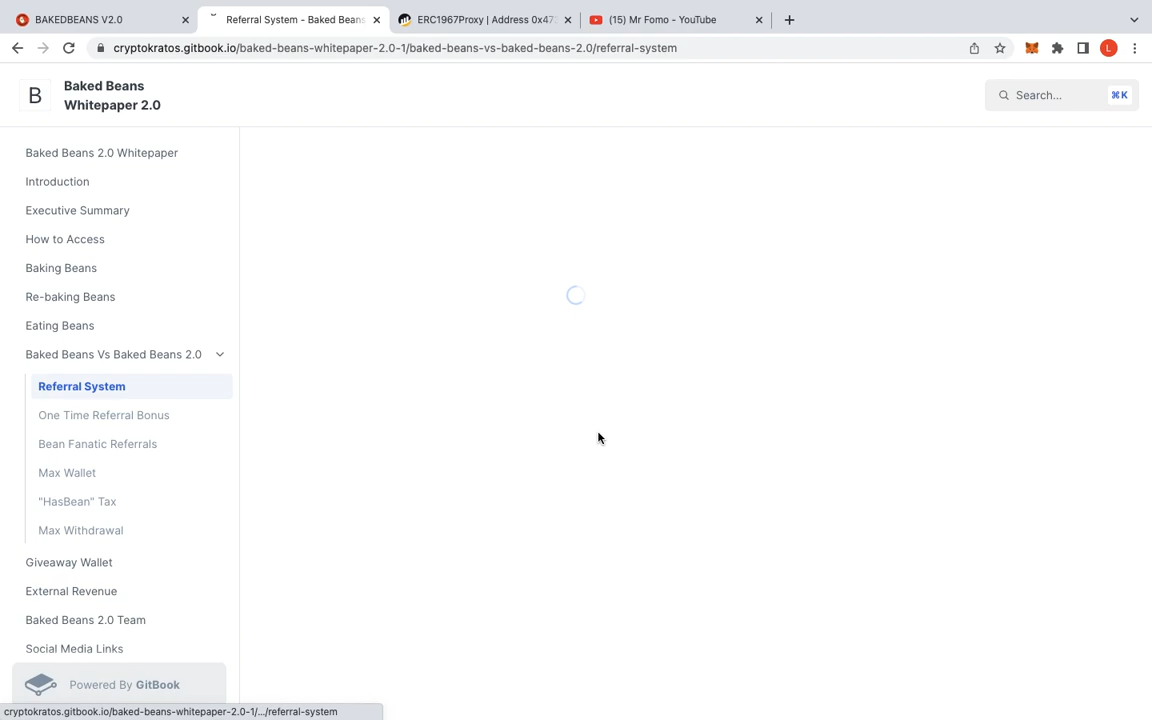 BAKEDBEANS V2.0
Referral System - Baked Beans
ERC1967Proxy | Address 0x47
(15) Mr Fomo - YouTube
cryptokratos.gitbook.io/baked-beans-whitepaper-2.0-1/baked-beans-vs-baked-beans-2.0/referral-system
L
B
Baked Beans
Whitepaper 2.0
Search...
⌘K
Baked Beans 2.0 Whitepaper
Introduction
Executive Summary
How to Access
Baking Beans
Re-baking Beans
Eating Beans
Baked Beans Vs Baked Beans 2.0
Referral System
One Time Referral Bonus
Bean Fanatic Referrals
Max Wallet
"HasBean" Tax
Max Withdrawal
Giveaway Wallet
External Revenue
Baked Beans 2.0 Team
Social Media Links
Powered By GitBook
cryptokratos.gitbook.io/baked-beans-whitepaper-2.0-1/.../referral-system